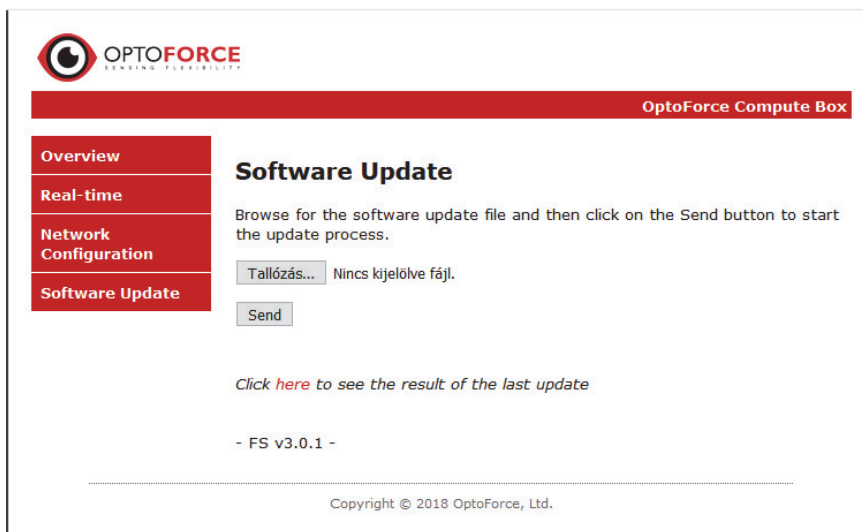 OPTOFORCE
SENSING FLEXIBILITY
OptoForce Compute Box
Overview
Real-time
Network
Configuration
Software Update
Software Update
Browse for the software update file and then click on the Send button to start
the update process.
Tallózás... Nincs kijelölve fájl.
Send
Click here to see the result of the last update
- FS v3.0.1 -
Copyright © 2018 OptoForce, Ltd.